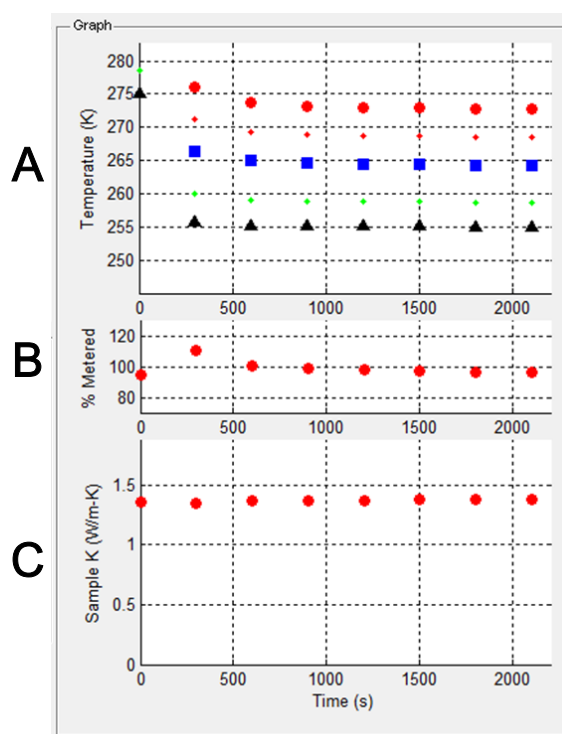 Graph
A
Temperature (K)
280
275
270
265
260
255
250
0 500 1000 1500 2000
B
% Metered
120
100
80
0 500 1000 1500 2000
C
Sample K (W/m-K)
1.5
1
0.5
0
0 500 1000 1500 2000
Time (s)